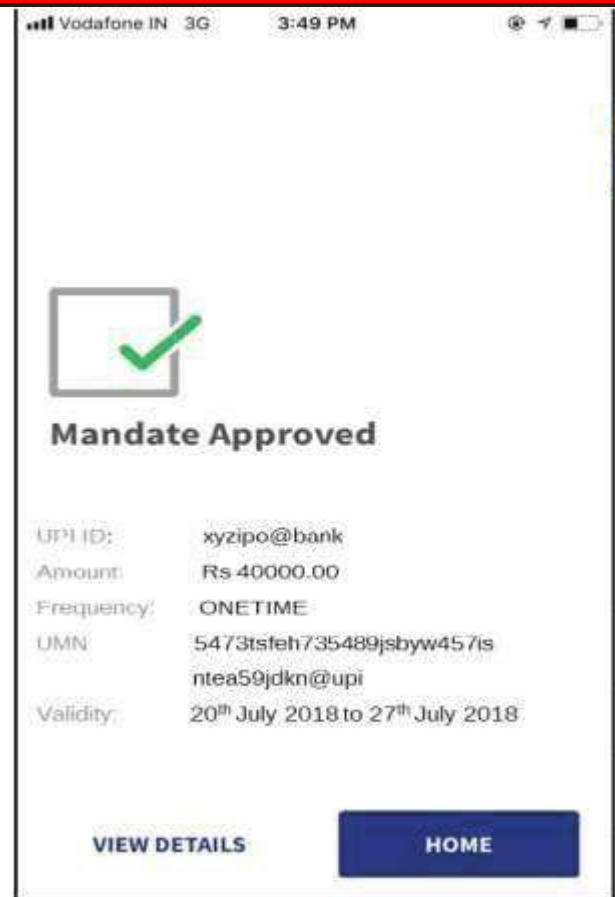 Vodafone IN 3G 3:49 PM
Mandate Approved
UPI ID: xyzipo@bank
Amount: Rs 40000.00
Frequency: ONETIME
UMN 5473tsfeh735489jsbyw457is
ntea59jdkn@upi
Validity: 20th July 2018 to 27th July 2018
VIEW DETAILS HOME